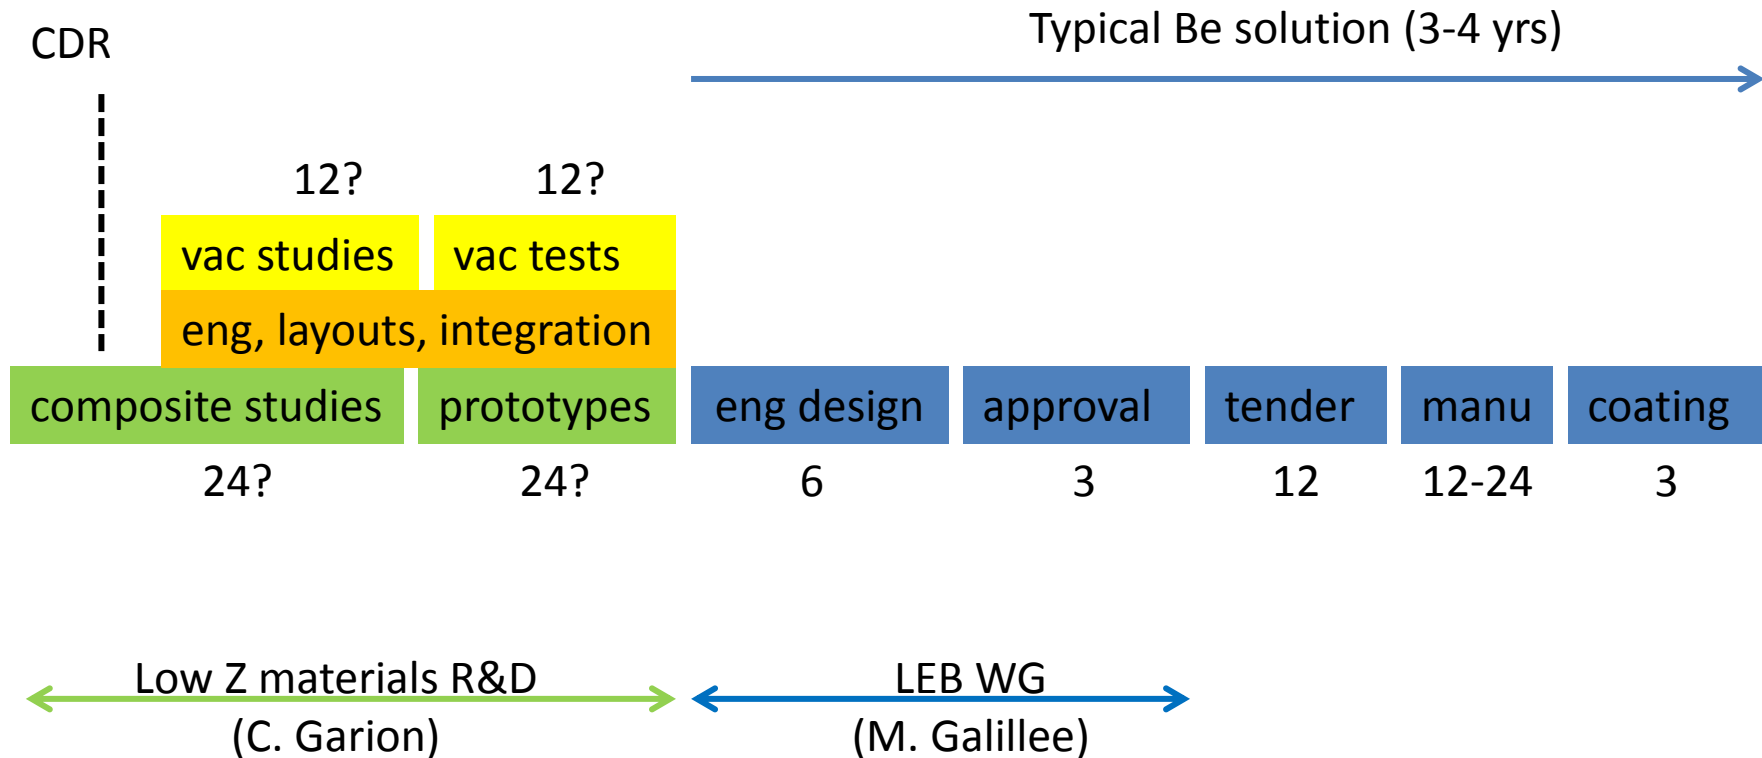 CDR
Typical Be solution (3-4 yrs)
12? 12?
vac studies vac tests
eng, layouts, integration
composite studies prototypes eng design approval tender manu coating
24? 24? 6 3 12 12-24 3
Low Z materials R&D LEB WG
(C. Garion) (M. Galillee)